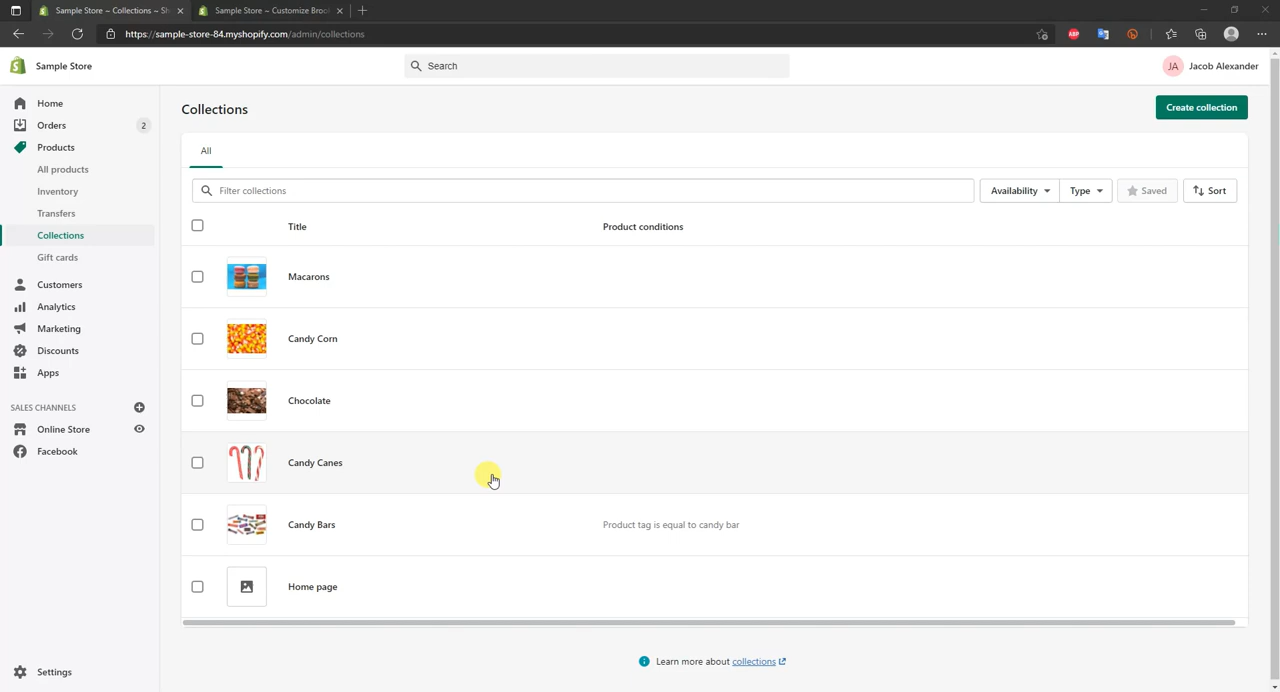 Sample Store – Collections – Sh
Sample Store – Customize Broo
https://sample-store-84.myshopify.com/admin/collections
ABP
Sample Store
Search
JA
Jacob Alexander
Home
Orders
2
Products
All products
Inventory
Transfers
Collections
Gift cards
Customers
Analytics
Marketing
Discounts
Apps
SALES CHANNELS
Online Store
Facebook
Settings
Collections
Create collection
All
Filter collections
Availability
Type
Saved
Sort
Title
Product conditions
Macarons
Candy Corn
Chocolate
Candy Canes
Candy Bars
Product tag is equal to candy bar
Home page
Learn more about collections